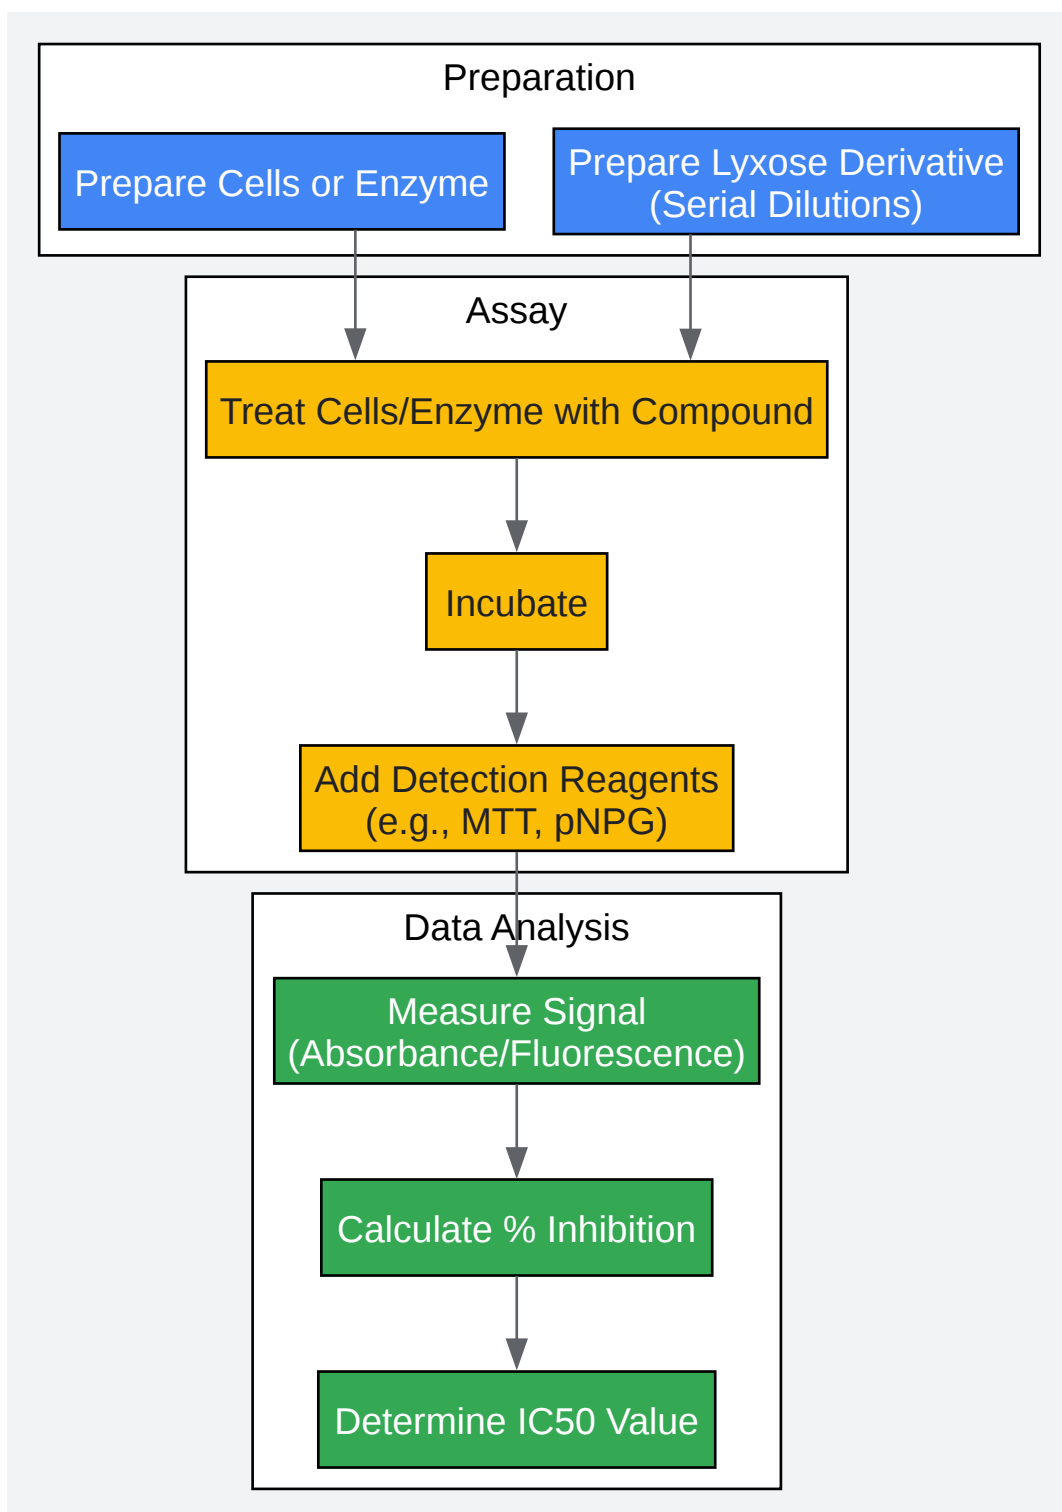 Preparation
Prepare Cells or Enzyme
Prepare Lyxose Derivative
(Serial Dilutions)
Assay
Treat Cells/Enzyme with Compound
Incubate
Add Detection Reagents
(e.g., MTT, pNPG)
Data Analysis
Measure Signal
(Absorbance/Fluorescence)
Calculate % Inhibition
Determine IC50 Value